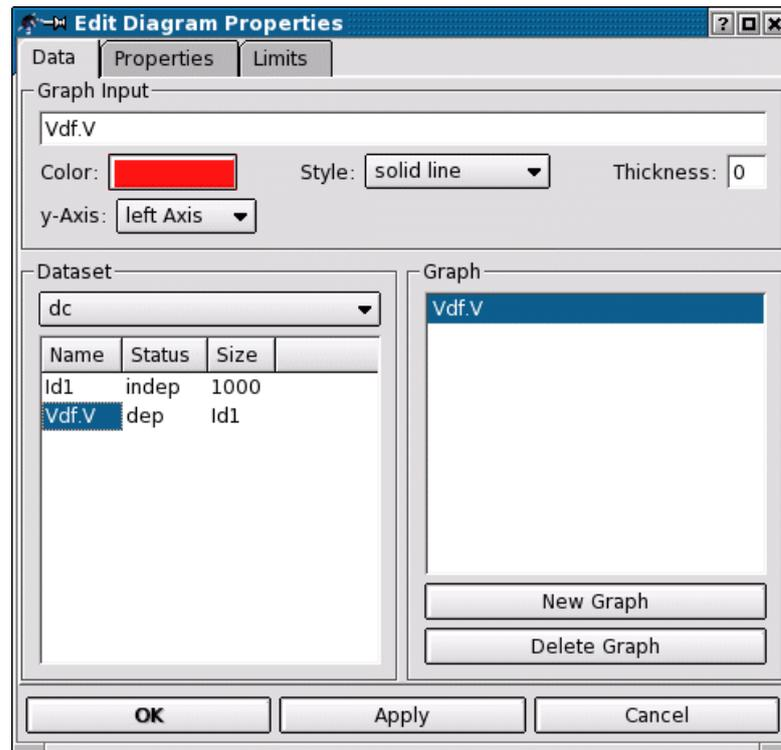 Edit Diagram Properties
Data Properties Limits
Graph Input
Vdf.V
Color: Style: solid line Thickness: 0
y-Axis: left Axis
Dataset
dc
Name Status Size
Id1 indep 1000
Vdf.V dep Id1
Graph
Vdf.V
New Graph
Delete Graph
OK Apply Cancel